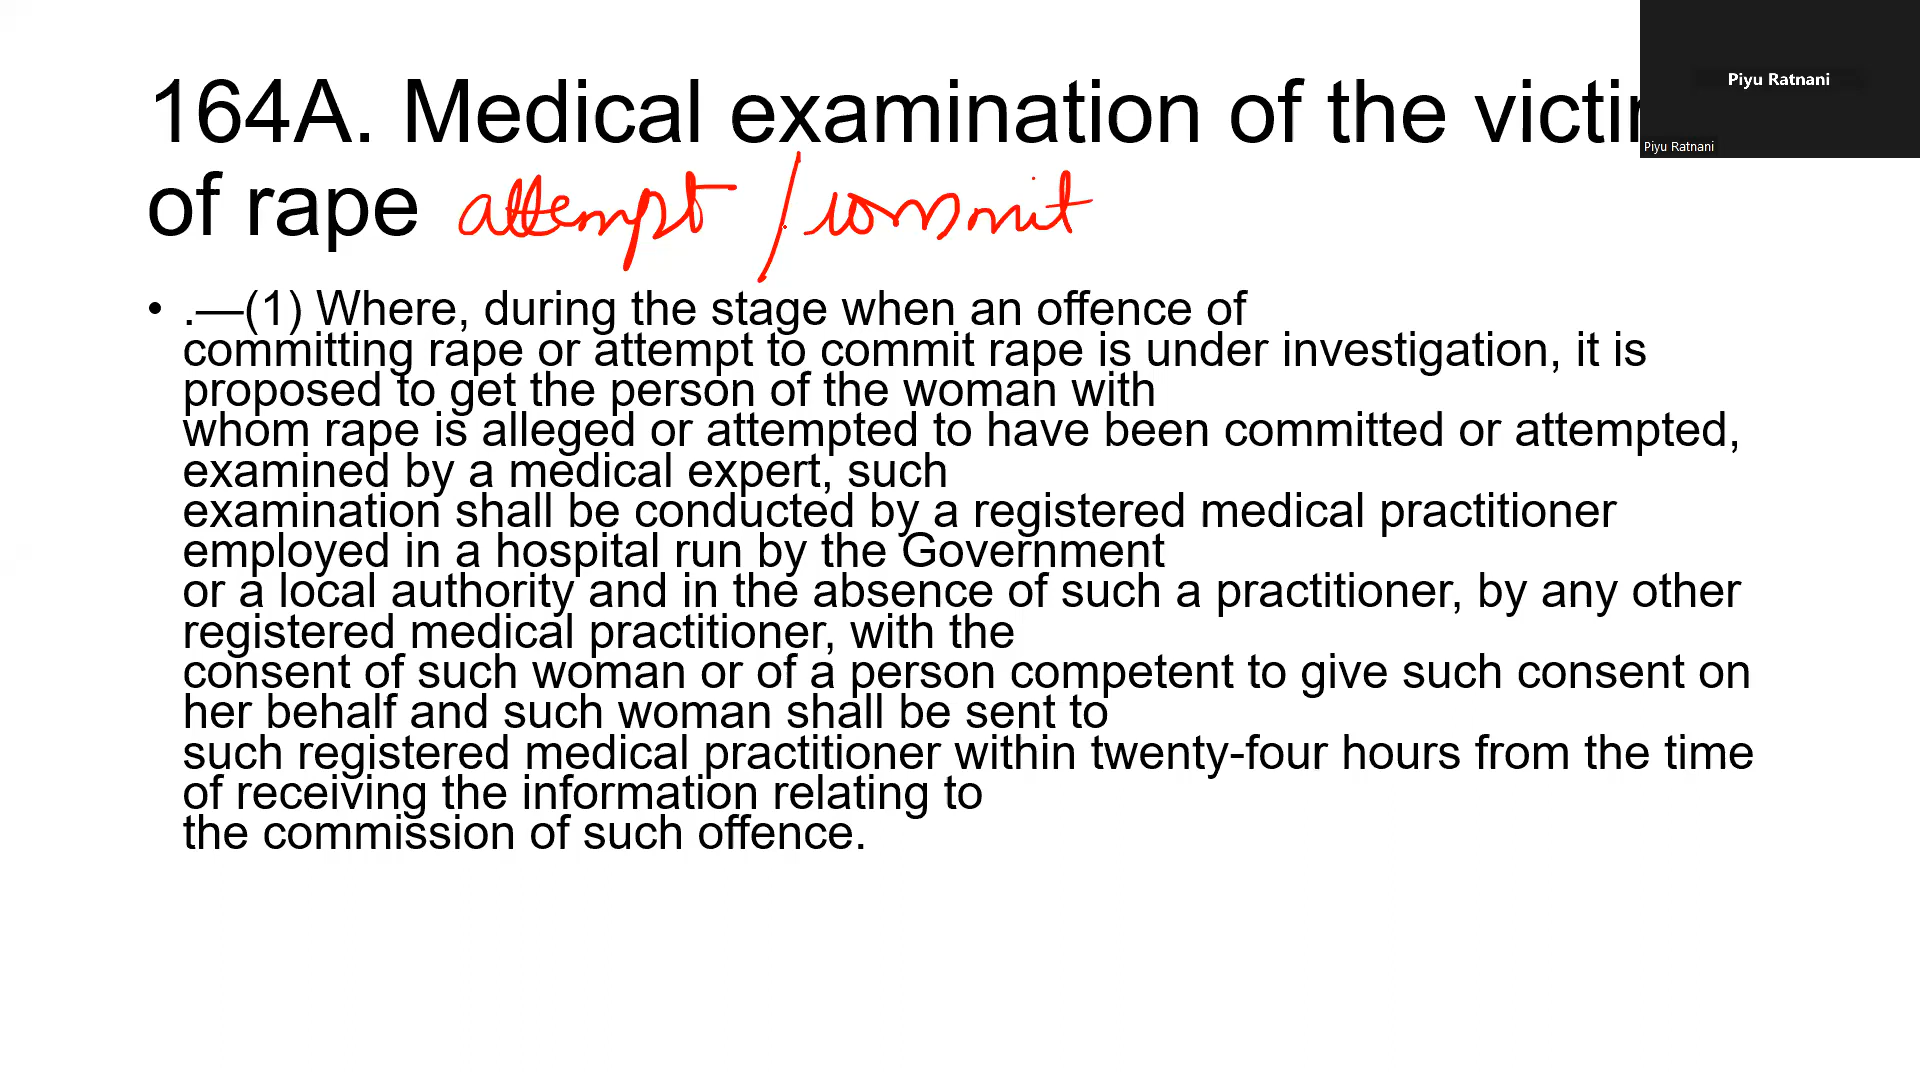 164A. Medical examination of the victi
of rape attempt / commit
Piyu Ratnani
Piyu Ratnani
• .—(1) Where, during the stage when an offence of
committing rape or attempt to commit rape is under investigation, it is
proposed to get the person of the woman with
whom rape is alleged or attempted to have been committed or attempted,
examined by a medical expert, such
examination shall be conducted by a registered medical practitioner
employed in a hospital run by the Government
or a local authority and in the absence of such a practitioner, by any other
registered medical practitioner, with the
consent of such woman or of a person competent to give such consent on
her behalf and such woman shall be sent to
such registered medical practitioner within twenty-four hours from the time
of receiving the information relating to
the commission of such offence.